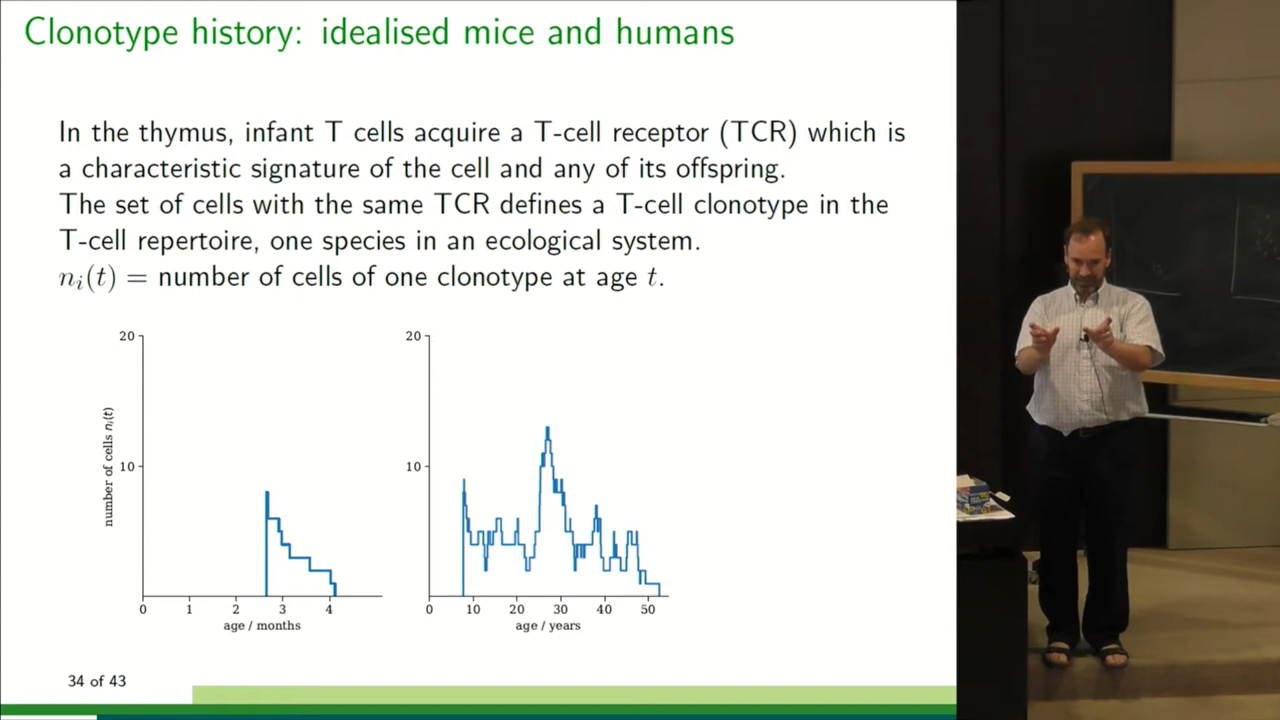 Clonotype history: idealised mice and humans
In the thymus, infant T cells acquire a T-cell receptor (TCR) which is
a characteristic signature of the cell and any of its offspring.
The set of cells with the same TCR defines a T-cell clonotype in the
T-cell repertoire, one species in an ecological system.
nᵢ(t) = number of cells of one clonotype at age t.
20
10
number of cells nᵢ(t)
0 1 2 3 4
age / months
20
10
0 10 20 30 40 50
age / years
34 of 43